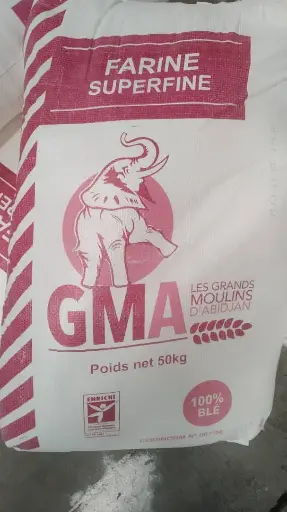 FARINE
SUPERFINE
GMA
LES GRANDS
MOULINS
D'ABIDJAN
Poids net 50kg
ENRICHI
100%
BLÉ